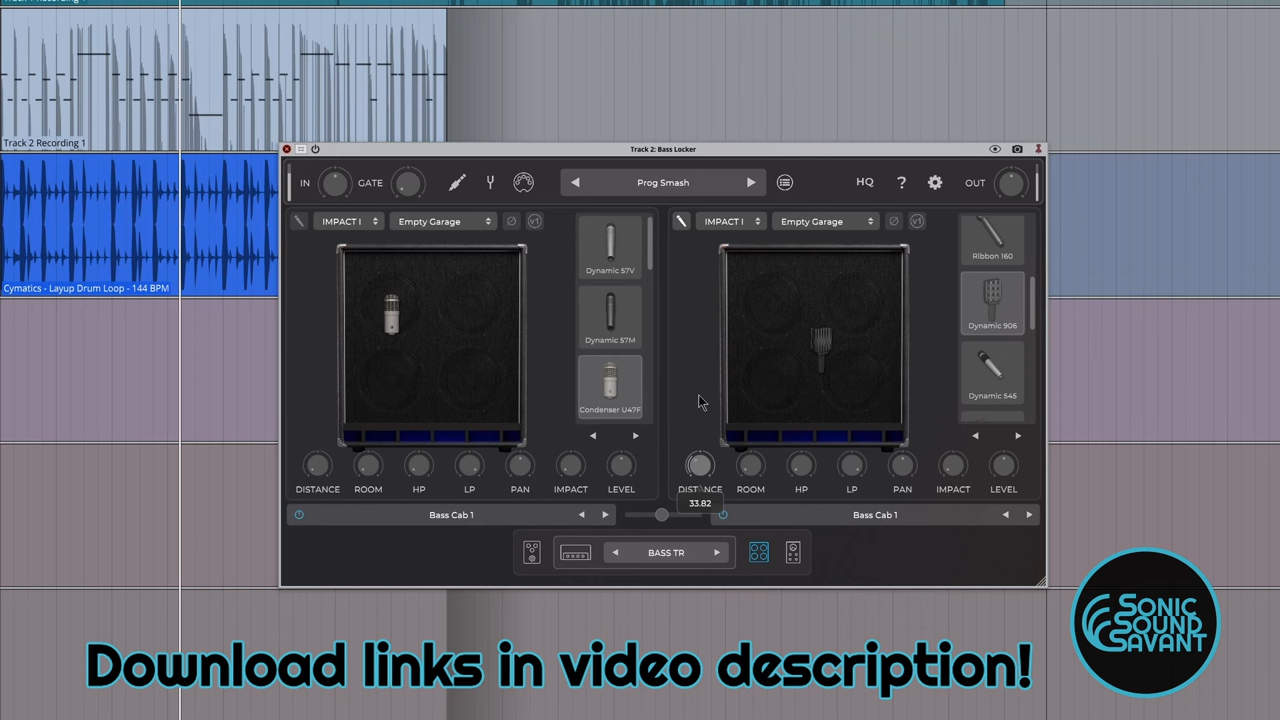 Track 2 Recording 1
Track 2: Bass Locker
IN
GATE
Prog Smash
HQ
?
OUT
IMPACT I
Empty Garage
Ø
v1
IMPACT I
Empty Garage
Ø
v1
Dynamic 57V
Dynamic 57M
Condenser U47F
Ribbon 160
Dynamic 906
Dynamic 545
Cymatics - Layup Drum Loop - 144 BPM
DISTANCE
ROOM
HP
LP
PAN
IMPACT
LEVEL
DISTANCE
ROOM
HP
LP
PAN
IMPACT
LEVEL
33.82
Bass Cab 1
Bass Cab 1
BASS TR
SONIC
SOUND
SAVANT
Download links in video description!